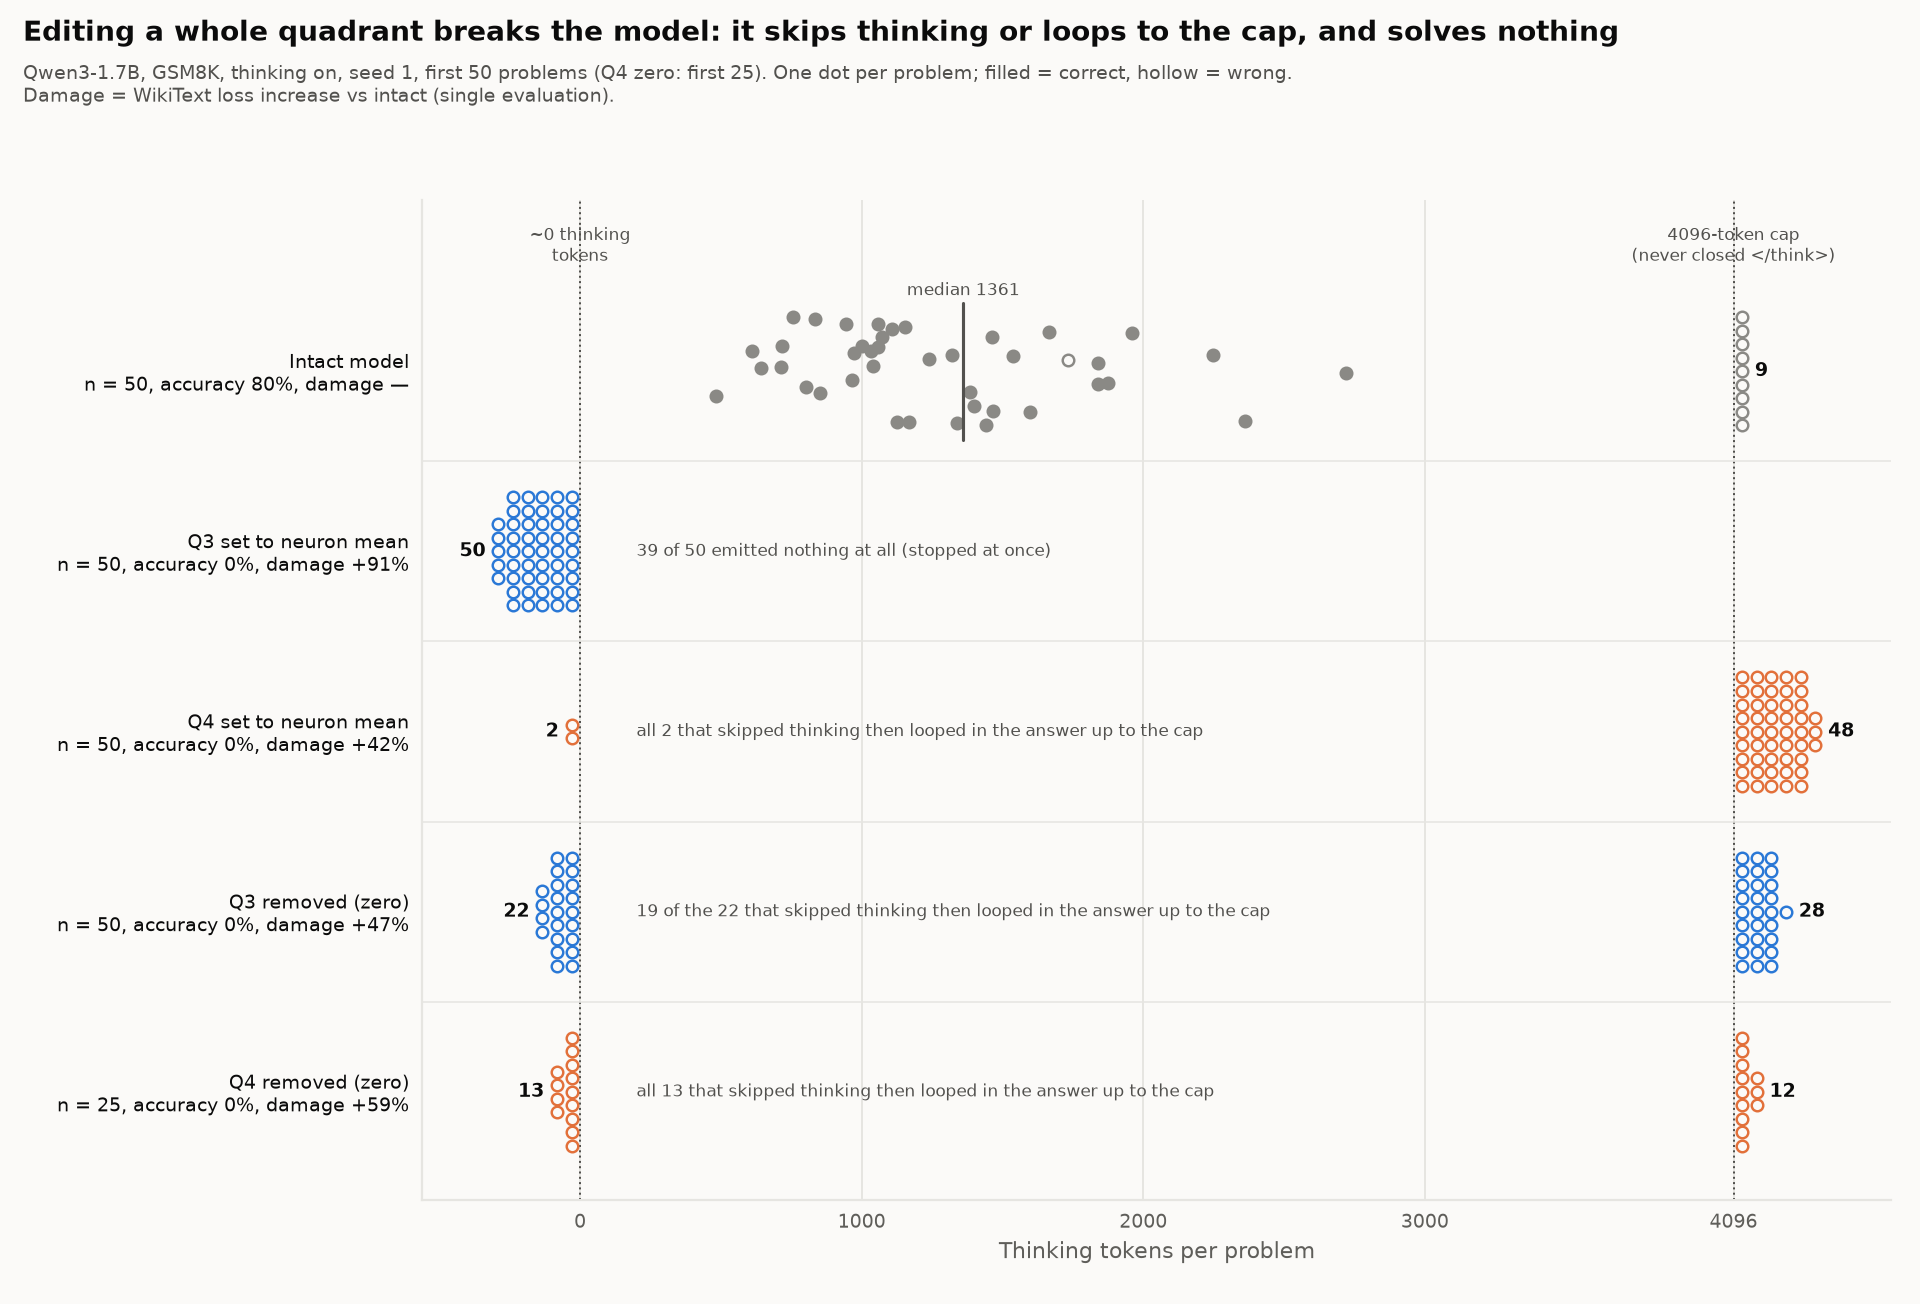 Editing a whole quadrant breaks the model: it skips thinking or loops to the cap, and solves nothing
Qwen3-1.7B, GSM8K, thinking on, seed 1, first 50 problems (Q4 zero: first 25). One dot per problem; filled = correct, hollow = wrong.
Damage = WikiText loss increase vs intact (single evaluation).
~0 thinking
tokens
4096-token cap
(never closed </think>)
median 1361
Intact model
n = 50, accuracy 80%, damage —
9
Q3 set to neuron mean
n = 50, accuracy 0%, damage +91%
50
39 of 50 emitted nothing at all (stopped at once)
Q4 set to neuron mean
n = 50, accuracy 0%, damage +42%
2
all 2 that skipped thinking then looped in the answer up to the cap
48
Q3 removed (zero)
n = 50, accuracy 0%, damage +47%
22
19 of the 22 that skipped thinking then looped in the answer up to the cap
28
Q4 removed (zero)
n = 25, accuracy 0%, damage +59%
13
all 13 that skipped thinking then looped in the answer up to the cap
12
0
1000
2000
3000
4096
Thinking tokens per problem